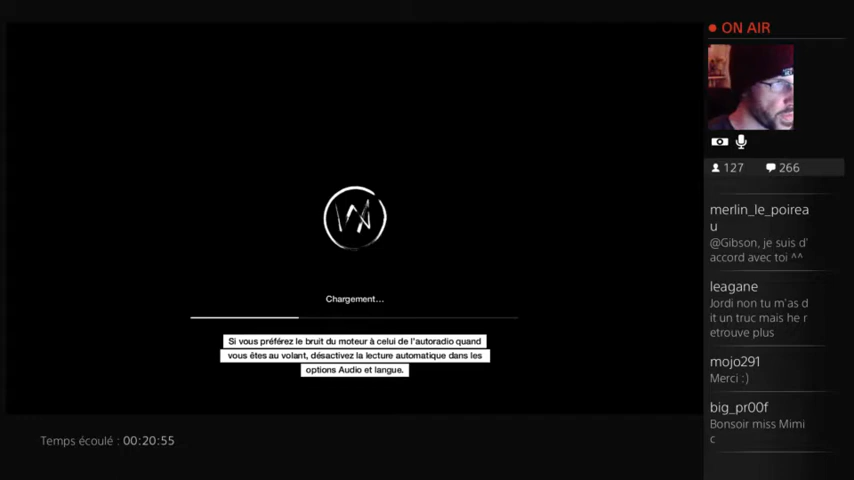 ON AIR
127 266
merlin_le_poirea
u
@Gibson, je suis d'
accord avec toi ^^
leagane
Jordi non tu m'as d
it un truc mais he r
etrouve plus
mojo291
Merci :)
big_pr00f
Bonsoir miss Mimi
c
Chargement...
Si vous préférez le bruit du moteur à celui de l'autoradio quand
vous êtes au volant, désactivez la lecture automatique dans les
options Audio et langue.
Temps écoulé : 00:20:55